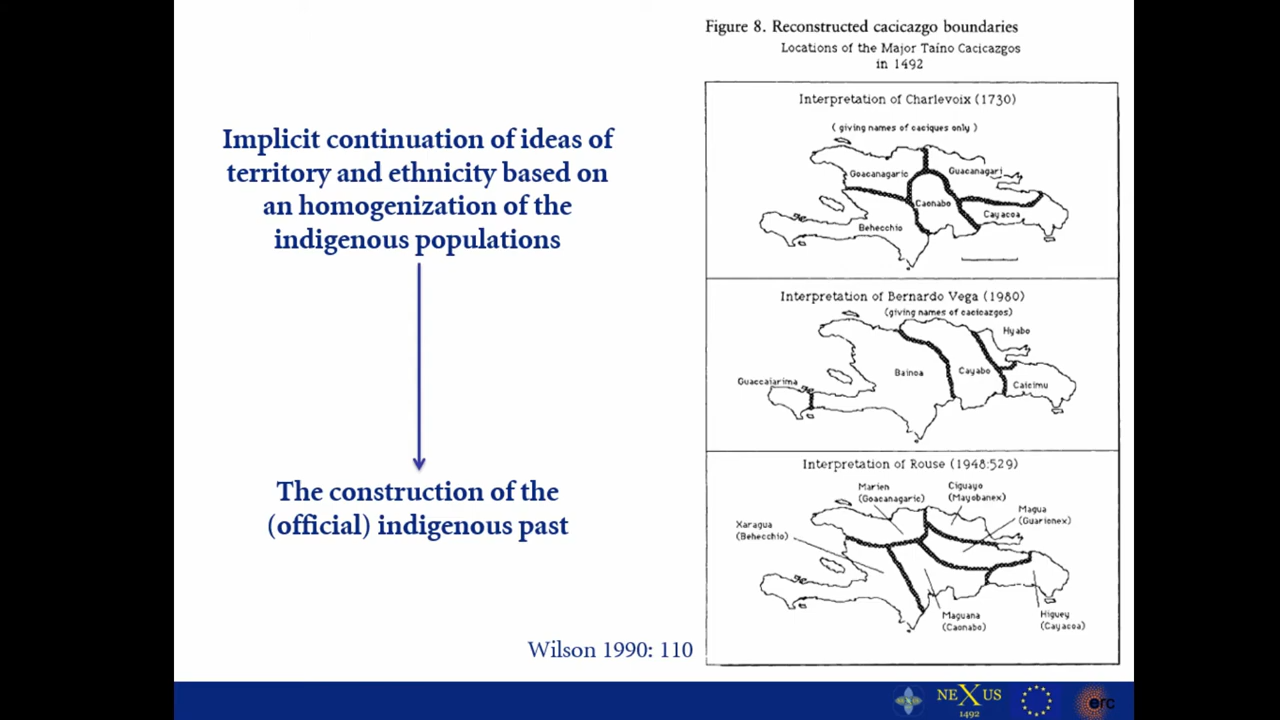 Implicit continuation of ideas of
territory and ethnicity based on
an homogenization of the
indigenous populations
The construction of the
(official) indigenous past
Wilson 1990: 110
Figure 8. Reconstructed cacicazgo boundaries
Locations of the Major Taíno Cacicazgos
in 1492
Interpretation of Charlevoix (1730)
( giving names of caciques only )
Goacanagaric
Guacanagari
Caonabo
Cayacoa
Behecchio
Interpretation of Bernardo Vega (1980)
(giving names of cacicazgos)
Hyabo
Bainoa
Cayabo
Guaccaiarima
Caicimu
Interpretation of Rouse (1948:529)
Marien
(Goacanagaric)
Ciguayo
(Mayobanex)
Magua
(Guarionex)
Xaragua
(Behecchio)
Maguana
(Caonabo)
Higuey
(Cayacoa)
NEXUS
1492
erc